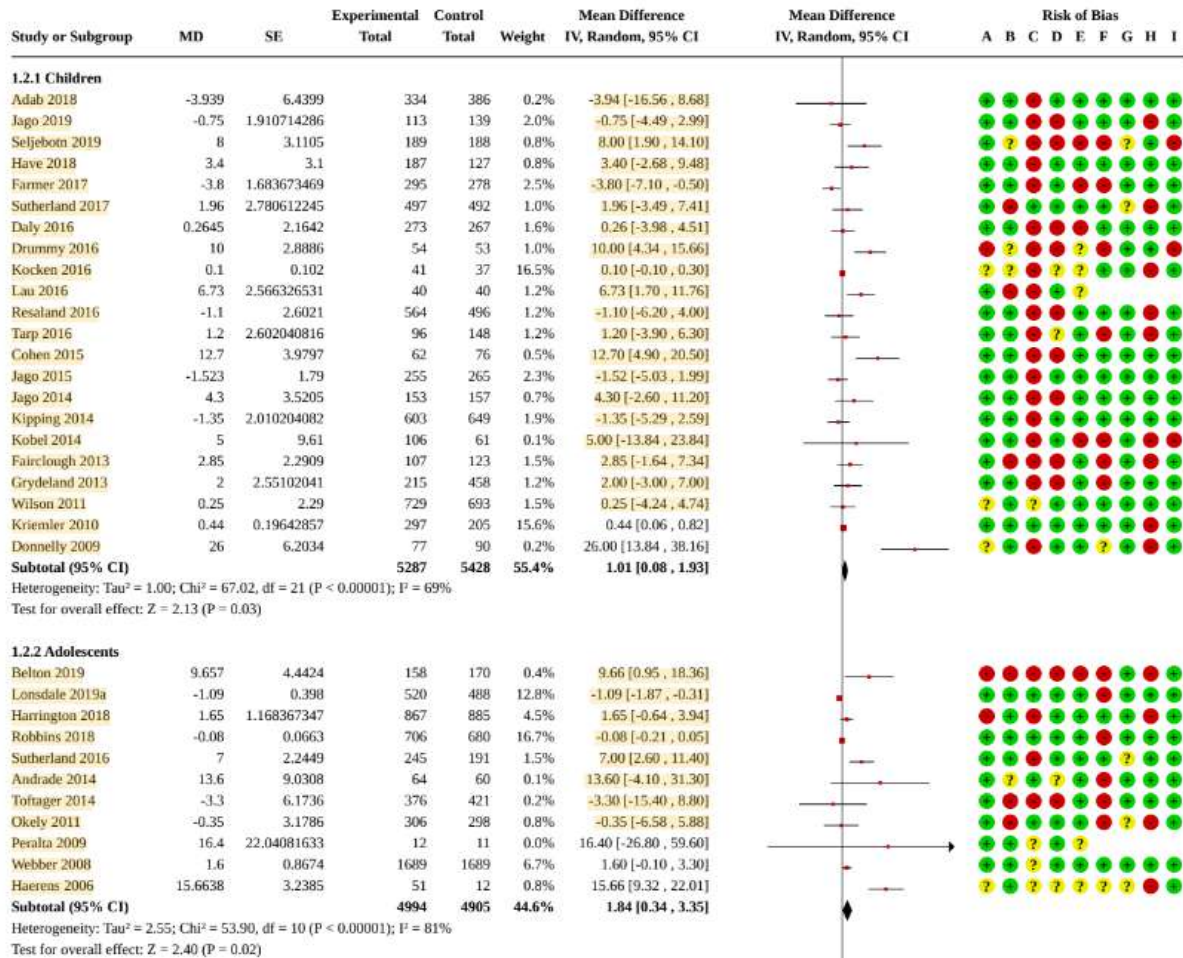 Experimental Control Mean Difference Mean Difference Risk of Bias
Study or Subgroup MD SE Total Total Weight IV, Random, 95% CI IV, Random, 95% CI A B C D E F G H I
1.2.1 Children
Adab 2018 -3.939 6.4399 334 386 0.2% -3.94 [-16.56 , 8.68] + + - + + + + + +
Jago 2019 -0.75 1.910714286 113 139 2.0% -0.75 [-4.49 , 2.99] + + - - + + + - +
Seljebotn 2019 8 3.1105 189 188 0.8% 8.00 [1.90 , 14.10] + ? - - - - ? + -
Have 2018 3.4 3.1 187 127 0.8% 3.40 [-2.68 , 9.48] + + - + + - + + +
Farmer 2017 -3.8 1.683673469 295 278 2.5% -3.80 [-7.10 , -0.50] + + - + - - + + +
Sutherland 2017 1.96 2.780612245 497 492 1.0% 1.96 [-3.49 , 7.41] + - - + + - ? - +
Daly 2016 0.2645 2.1642 273 267 1.6% 0.26 [-3.98 , 4.51] + + - - - + + + +
Drummy 2016 10 2.8886 54 53 1.0% 10.00 [4.34 , 15.66] - ? - + ? - + + -
Kocken 2016 0.1 0.102 41 37 16.5% 0.10 [-0.10 , 0.30] ? ? - ? ? + + - +
Lau 2016 6.73 2.566326531 40 40 1.2% 6.73 [1.70 , 11.76] + - - + ?
Resaland 2016 -1.1 2.6021 564 496 1.2% -1.10 [-6.20 , 4.00] + + - - + + + - +
Tarp 2016 1.2 2.602040816 96 148 1.2% 1.20 [-3.90 , 6.30] + + - ? + - + - +
Cohen 2015 12.7 3.9797 62 76 0.5% 12.70 [4.90 , 20.50] + + - - + + + + +
Jago 2015 -1.523 1.79 255 265 2.3% -1.52 [-5.03 , 1.99] + + - + + + + + +
Jago 2014 4.3 3.5205 153 157 0.7% 4.30 [-2.60 , 11.20] + + - - + + + + +
Kipping 2014 -1.35 2.010204082 603 649 1.9% -1.35 [-5.29 , 2.59] + + - + + + + + +
Kobel 2014 5 9.61 106 61 0.1% 5.00 [-13.84 , 23.84] + + - + - - + - -
Fairclough 2013 2.85 2.2909 107 123 1.5% 2.85 [-1.64 , 7.34] + - - - + - + - +
Grydeland 2013 2 2.55102041 215 458 1.2% 2.00 [-3.00 , 7.00] + + - - + - + + +
Wilson 2011 0.25 2.29 729 693 1.5% 0.25 [-4.24 , 4.74] ? + ? + + + + + +
Kriemler 2010 0.44 0.19642857 297 205 15.6% 0.44 [0.06 , 0.82] + + + + + + + - +
Donnelly 2009 26 6.2034 77 90 0.2% 26.00 [13.84 , 38.16] ? + - + + ? + - +
Subtotal (95% CI) 5287 5428 55.4% 1.01 [0.08 , 1.93]
Heterogeneity: Tau² = 1.00; Chi² = 67.02, df = 21 (P < 0.00001); I² = 69%
Test for overall effect: Z = 2.13 (P = 0.03)
1.2.2 Adolescents
Belton 2019 9.657 4.4424 158 170 0.4% 9.66 [0.95 , 18.36] - - - - - - + - +
Lonsdale 2019a -1.09 0.398 520 488 12.8% -1.09 [-1.87 , -0.31] + + + + + - + + +
Harrington 2018 1.65 1.168367347 867 885 4.5% 1.65 [-0.64 , 3.94] - + - + + + + - +
Robbins 2018 -0.08 0.0663 706 680 16.7% -0.08 [-0.21 , 0.05] + + + + + - + + +
Sutherland 2016 7 2.2449 245 191 0.8% 7.00 [2.60 , 11.40] + + - + + + ? + +
Andrade 2014 13.6 9.0308 64 60 0.1% 13.60 [-4.10 , 31.30] + ? + ? + - + + +
Toftager 2014 -3.3 6.1736 376 421 0.2% -3.30 [-15.40 , 8.80] + - - - + - + + +
Okely 2011 -0.35 3.1786 306 298 0.8% -0.35 [-6.58 , 5.88] + - + + + - ? - +
Peralta 2009 16.4 22.04081633 12 11 0.0% 16.40 [-26.80 , 59.60] + + ? + ?
Webber 2008 1.6 0.8674 1689 1689 6.7% 1.60 [-0.10 , 3.30] + + ? + + + + + +
Haerens 2006 15.6638 3.2385 51 12 0.8% 15.66 [9.32 , 22.01] ? + ? ? ? ? ? - +
Subtotal (95% CI) 4994 4905 44.6% 1.84 [0.34 , 3.35]
Heterogeneity: Tau² = 2.55; Chi² = 53.90, df = 10 (P < 0.00001); I² = 81%
Test for overall effect: Z = 2.40 (P = 0.02)